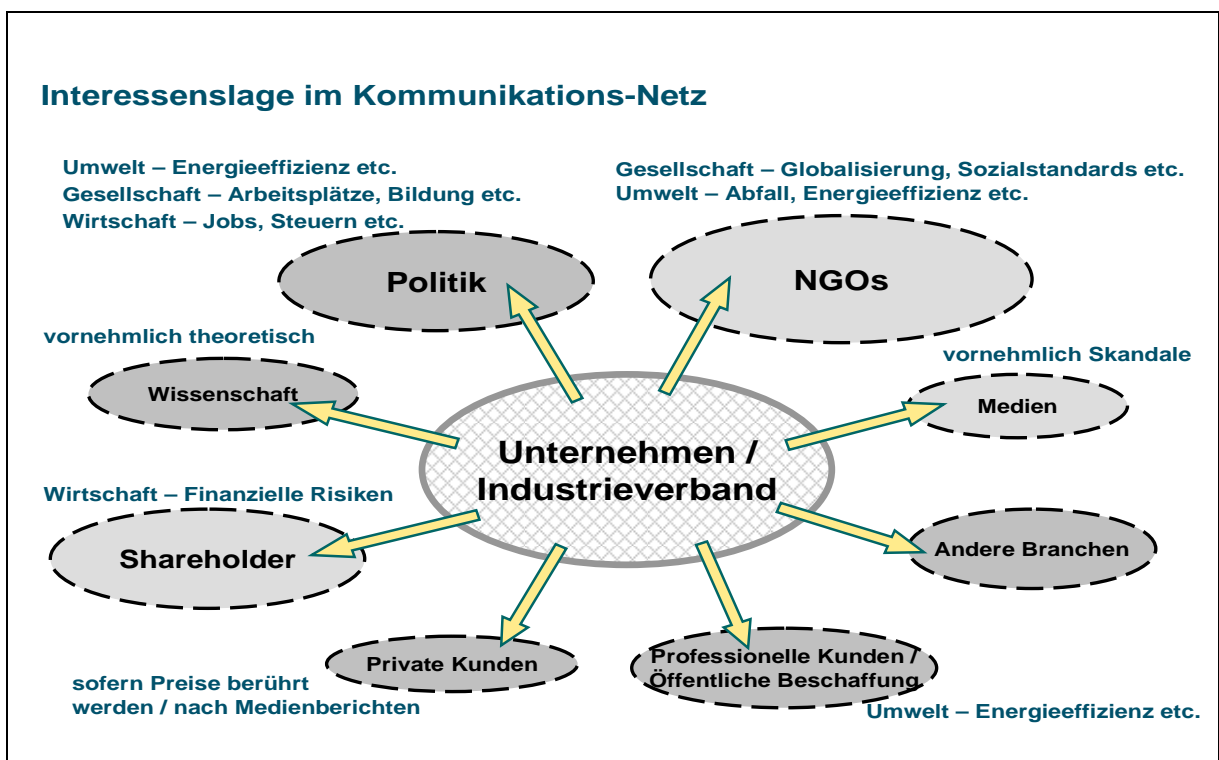 Interessenslage im Kommunikations-Netz
Umwelt – Energieeffizienz etc.
Gesellschaft – Arbeitsplätze, Bildung etc.
Wirtschaft – Jobs, Steuern etc.
Gesellschaft – Globalisierung, Sozialstandards etc.
Umwelt – Abfall, Energieeffizienz etc.
Politik
NGOs
vornehmlich theoretisch
Wissenschaft
vornehmlich Skandale
Medien
Unternehmen /
Industrieverband
Wirtschaft – Finanzielle Risiken
Shareholder
Andere Branchen
Private Kunden
sofern Preise berührt
werden / nach Medienberichten
Professionelle Kunden /
Öffentliche Beschaffung
Umwelt – Energieeffizienz etc.